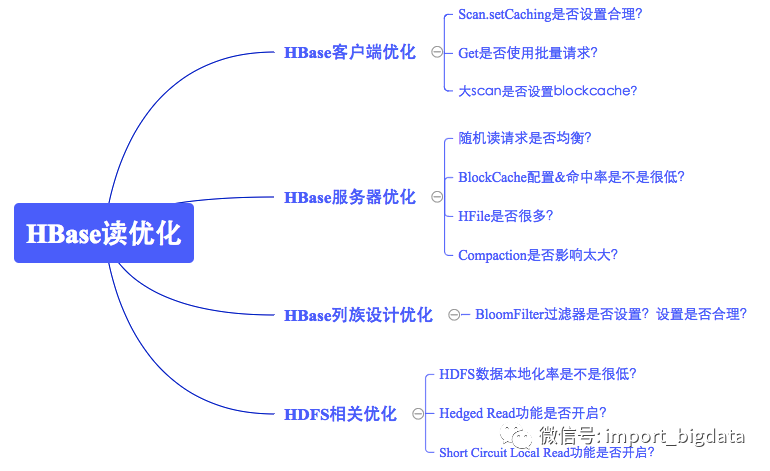 HBase读优化
HBase客户端优化
Scan.setCaching是否设置合理?
Get是否使用批量请求?
大scan是否设置blockcache?
HBase服务器优化
随机读请求是否均衡?
BlockCache配置&命中率是不是很低?
HFile是否很多?
Compaction是否影响太大?
HBase列族设计优化
BloomFilter过滤器是否设置? 设置是否合理?
HDFS相关优化
HDFS数据本地化率是不是很低?
Hedged Read功能是否开启?
Short Circuit Local Read功能是否开启?
微信号: import_bigdata